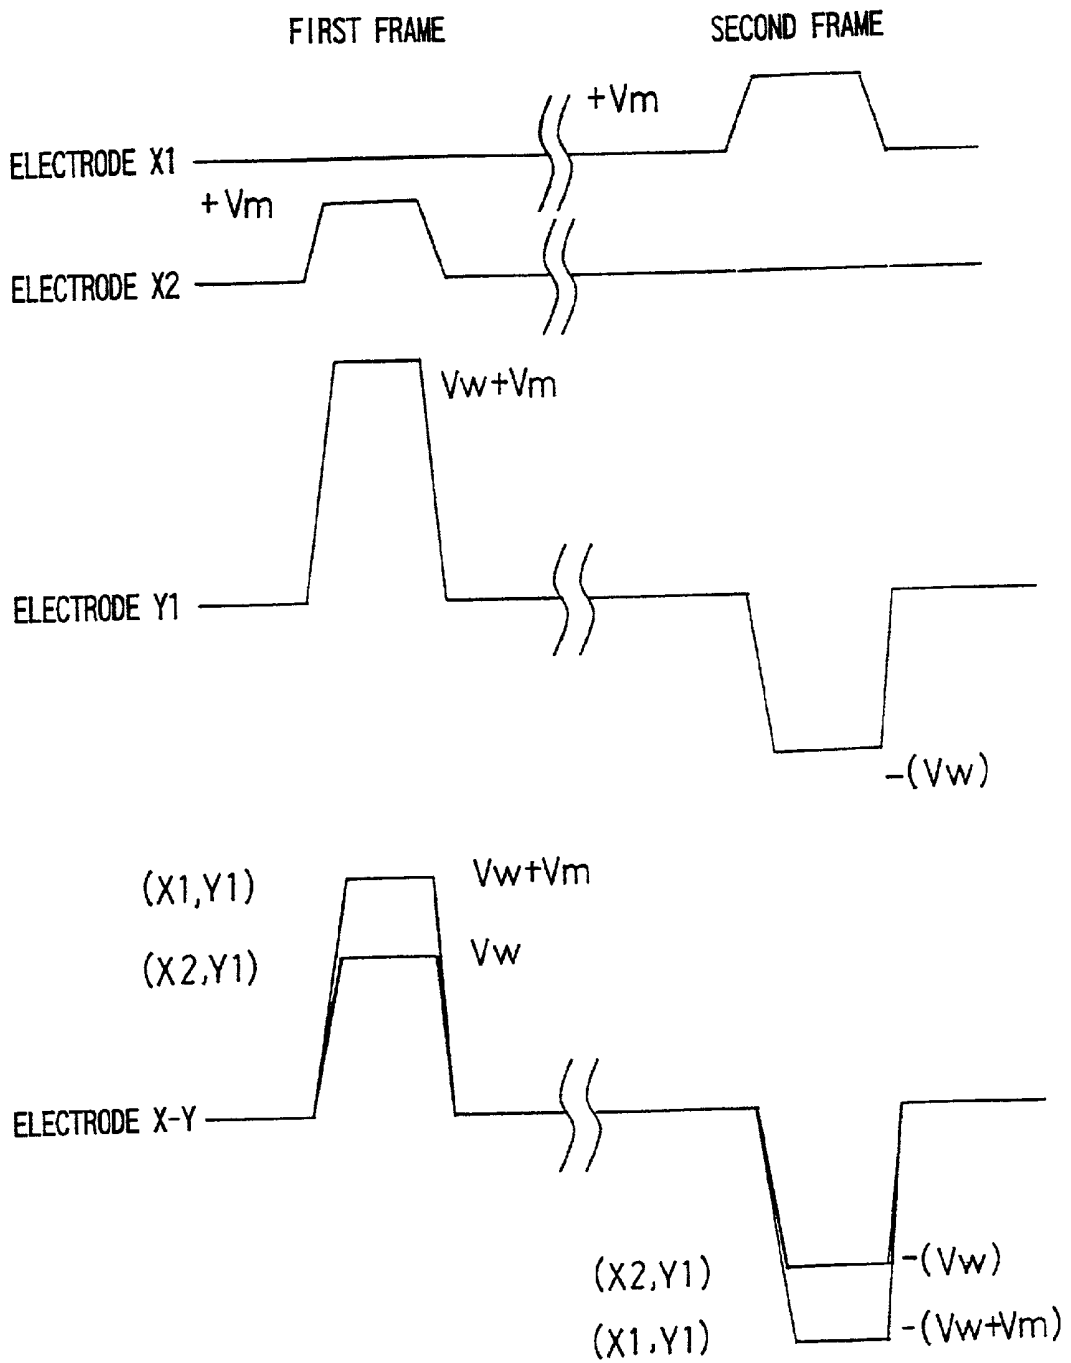 FIRST FRAME
SECOND FRAME
+Vm
ELECTRODE X1
+Vm
ELECTRODE X2
Vw+Vm
ELECTRODE Y1
-(Vw)
(X1,Y1)
Vw+Vm
(X2,Y1)
Vw
ELECTRODE X-Y
(X2,Y1)
-(Vw)
(X1,Y1)
-(Vw+Vm)